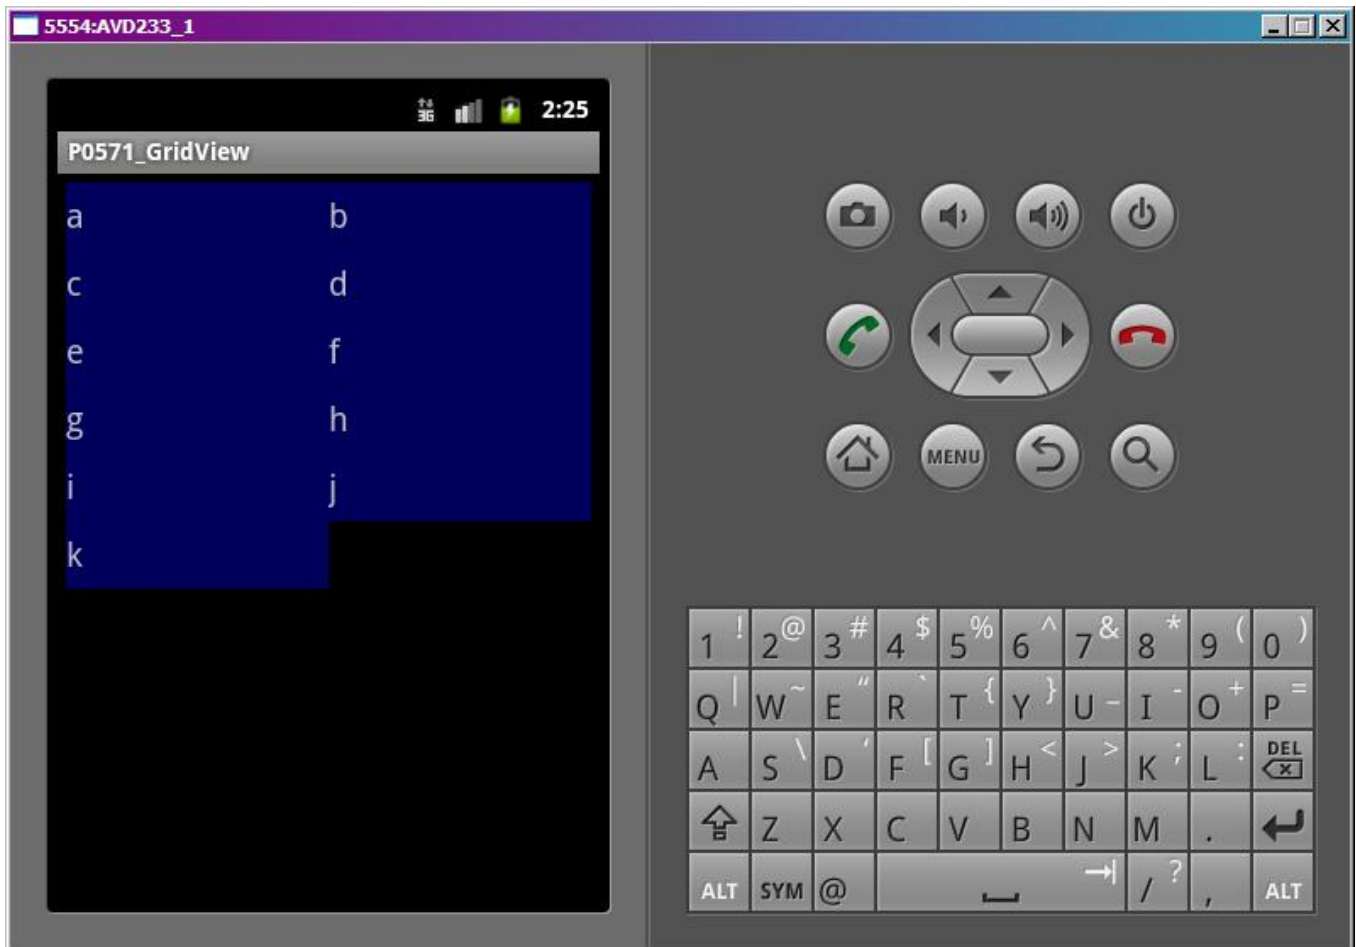 5554:AVD233_1
3G 2:25
P0571_GridView
a b
c d
e f
g h
i j
k
MENU
1 ! 2 @ 3 # 4 $ 5 % 6 ^ 7 & 8 * 9 ( 0 )
Q | W ~ E “ R ` T { Y } U _ I - O + P =
A S \ D ‘ F [ G ] H < J > K ; L : DEL
Z X C V B N M .
ALT SYM @ / ? , ALT